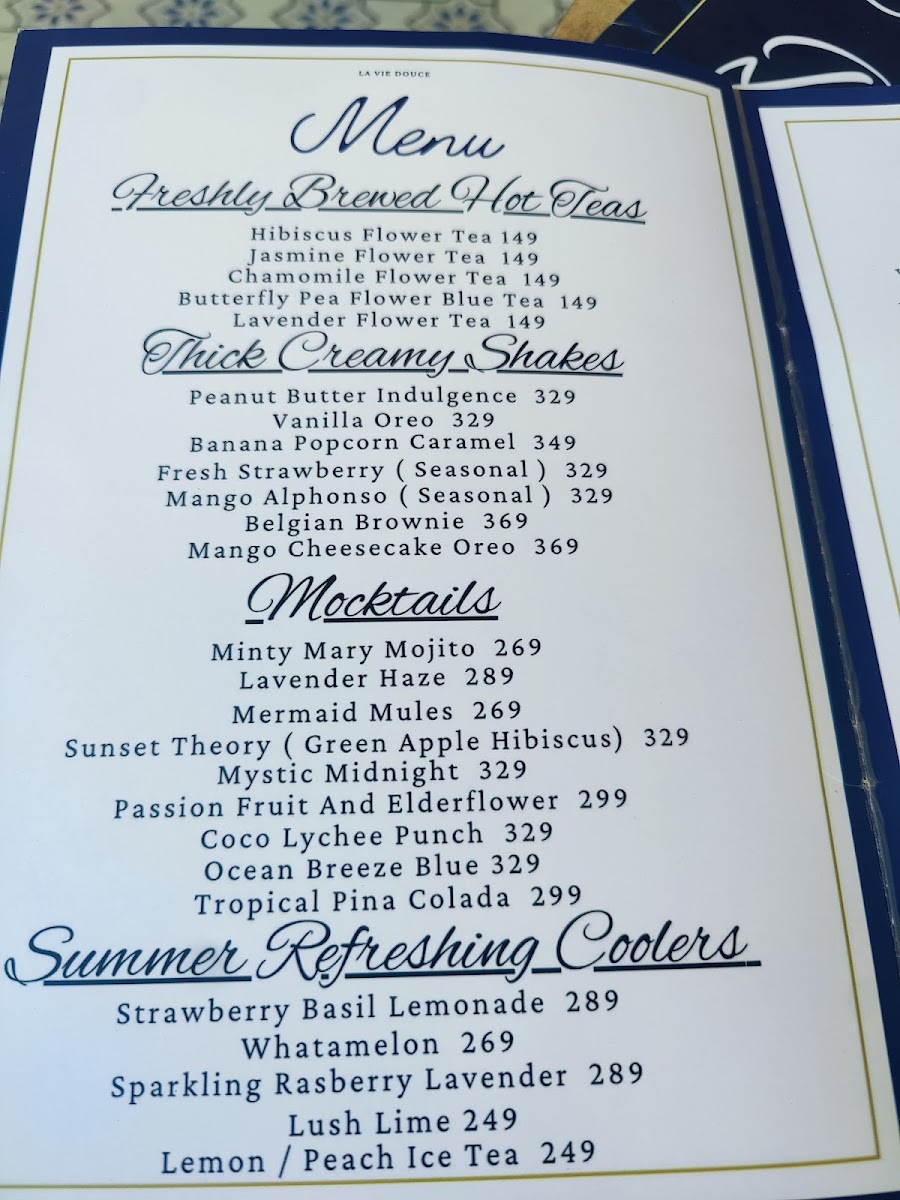 LA VIE DOUCE
Menu
Freshly Brewed Hot Teas
Hibiscus Flower Tea 149
Jasmine Flower Tea 149
Chamomile Flower Tea 149
Butterfly Pea Flower Blue Tea 149
Lavender Flower Tea 149
Thick Creamy Shakes
Peanut Butter Indulgence 329
Vanilla Oreo 329
Banana Popcorn Caramel 349
Fresh Strawberry ( Seasonal ) 329
Mango Alphonso ( Seasonal ) 329
Belgian Brownie 369
Mango Cheesecake Oreo 369
Mocktails
Minty Mary Mojito 269
Lavender Haze 289
Mermaid Mules 269
Sunset Theory ( Green Apple Hibiscus) 329
Mystic Midnight 329
Passion Fruit And Elderflower 299
Coco Lychee Punch 329
Ocean Breeze Blue 329
Tropical Pina Colada 299
Summer Refreshing Coolers
Strawberry Basil Lemonade 289
Whatamelon 269
Sparkling Rasberry Lavender 289
Lush Lime 249
Lemon / Peach Ice Tea 249